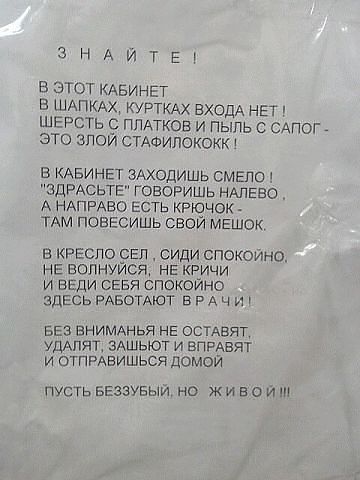 З Н А Й Т Е !
В ЭТОТ КАБИНЕТ
В ШАПКАХ, КУРТКАХ ВХОДА НЕТ !
ШЕРСТЬ С ПЛАТКОВ И ПЫЛЬ С САПОГ -
ЭТО ЗЛОЙ СТАФИЛОКОКК !
В КАБИНЕТ ЗАХОДИШЬ СМЕЛО !
"ЗДРАСЬТЕ" ГОВОРИШЬ НАЛЕВО ,
А НАПРАВО ЕСТЬ КРЮЧОК -
ТАМ ПОВЕСИШЬ СВОЙ МЕШОК.
В КРЕСЛО СЕЛ , СИДИ СПОКОЙНО,
НЕ ВОЛНУЙСЯ, НЕ КРИЧИ
И ВЕДИ СЕБЯ СПОКОЙНО
ЗДЕСЬ РАБОТАЮТ В Р А Ч И !
БЕЗ ВНИМАНЬЯ НЕ ОСТАВЯТ,
УДАЛЯТ, ЗАШЬЮТ И ВПРАВЯТ
И ОТПРАВИШЬСЯ ДОМОЙ
ПУСТЬ БЕЗЗУБЫЙ, НО Ж И В О Й !!!